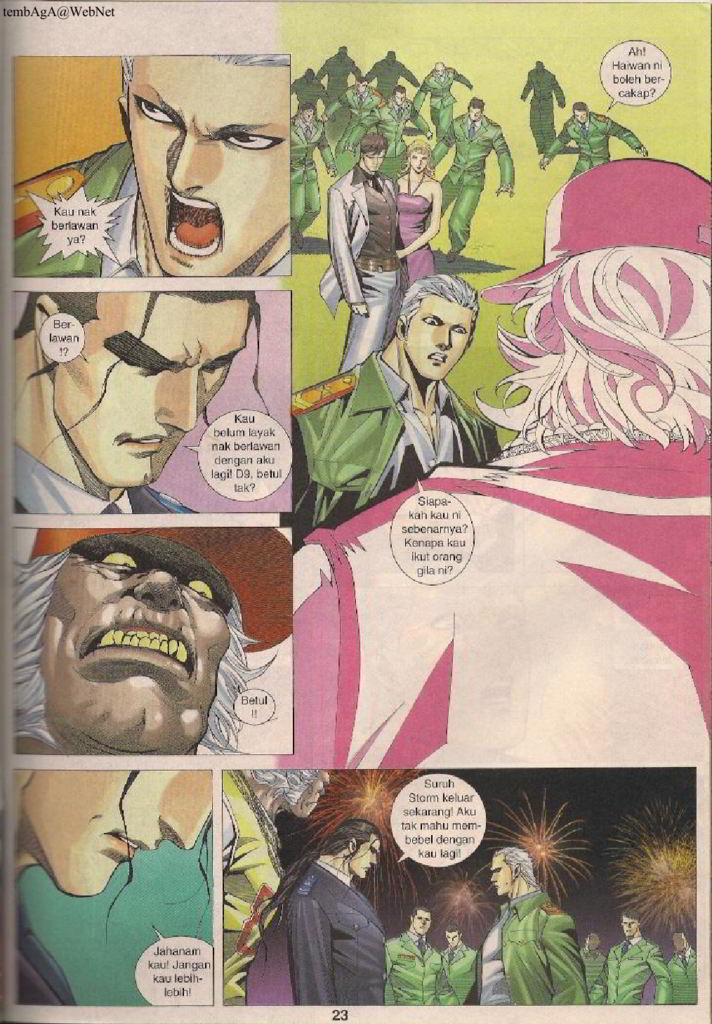 tembAgA@WebNet
Kau nak
berlawan
ya?
Ber-
lawan
!?
Kau
belum layak
nak berlawan
dengan aku
lagi! D9, betul
tak?
Betul
!!
Ah!
Haiwan ni
boleh ber-
cakap?
Siapa-
kah kau ni
sebenarnya?
Kenapa kau
ikut orang
gila ni?
Jahanam
kau! Jangan
kau lebih-
lebih!
Suruh
Storm keluar
sekarang! Aku
tak mahu mem-
bebel dengan
kau lagi!
23